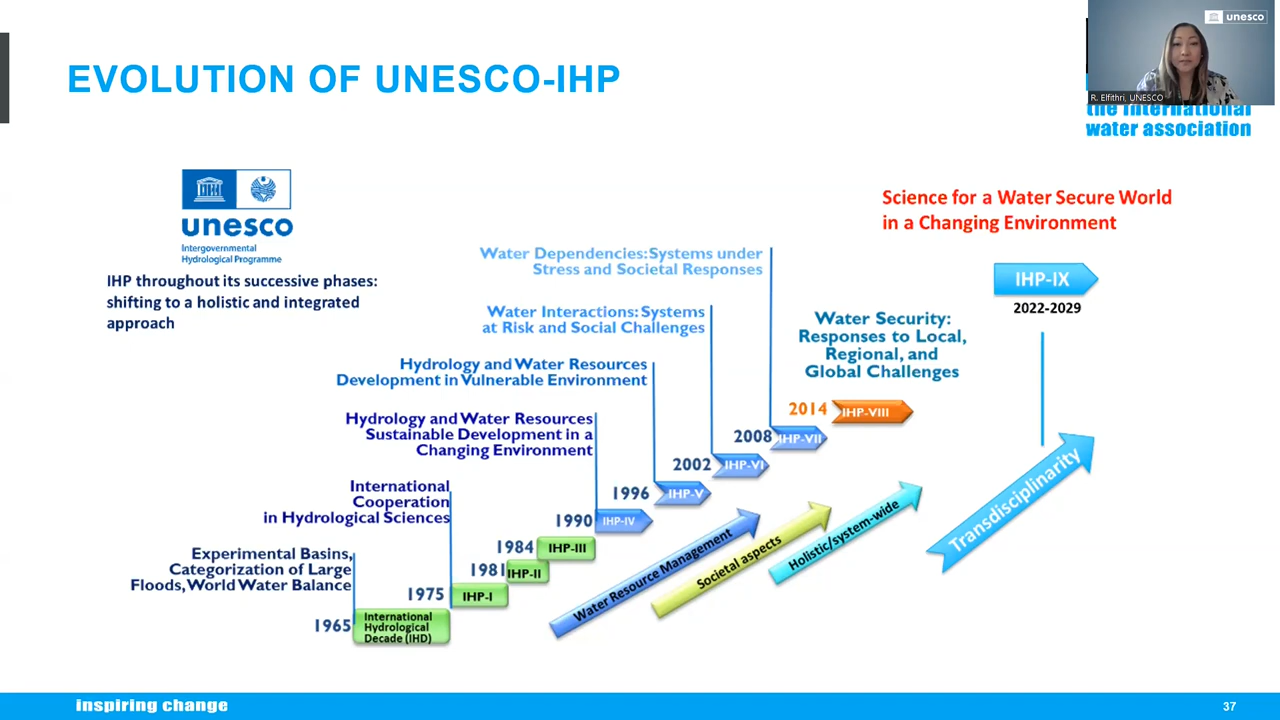 EVOLUTION OF UNESCO-IHP
unesco
R. Elfithri, UNESCO
the international
water association
unesco
Intergovernmental
Hydrological Programme
IHP throughout its successive phases:
shifting to a holistic and integrated
approach
Science for a Water Secure World
in a Changing Environment
IHP-IX
2022-2029
Water Dependencies: Systems under
Stress and Societal Responses
Water Interactions: Systems
at Risk and Social Challenges
Water Security:
Responses to Local,
Regional, and
Global Challenges
Hydrology and Water Resources
Development in Vulnerable Environment
2014 IHP-VIII
Hydrology and Water Resources
Sustainable Development in a
Changing Environment
2008 IHP-VII
2002 IHP-VI
International
Cooperation
in Hydrological Sciences
1996 IHP-V
1990 IHP-IV
Experimental Basins,
Categorization of Large
Floods, World Water Balance
1984 IHP-III
1981 IHP-II
1975 IHP-I
1965
International
Hydrological
Decade (IHD)
Water Resource Management
Societal aspects
Holistic/system-wide
Transdisciplinarity
inspiring change
37